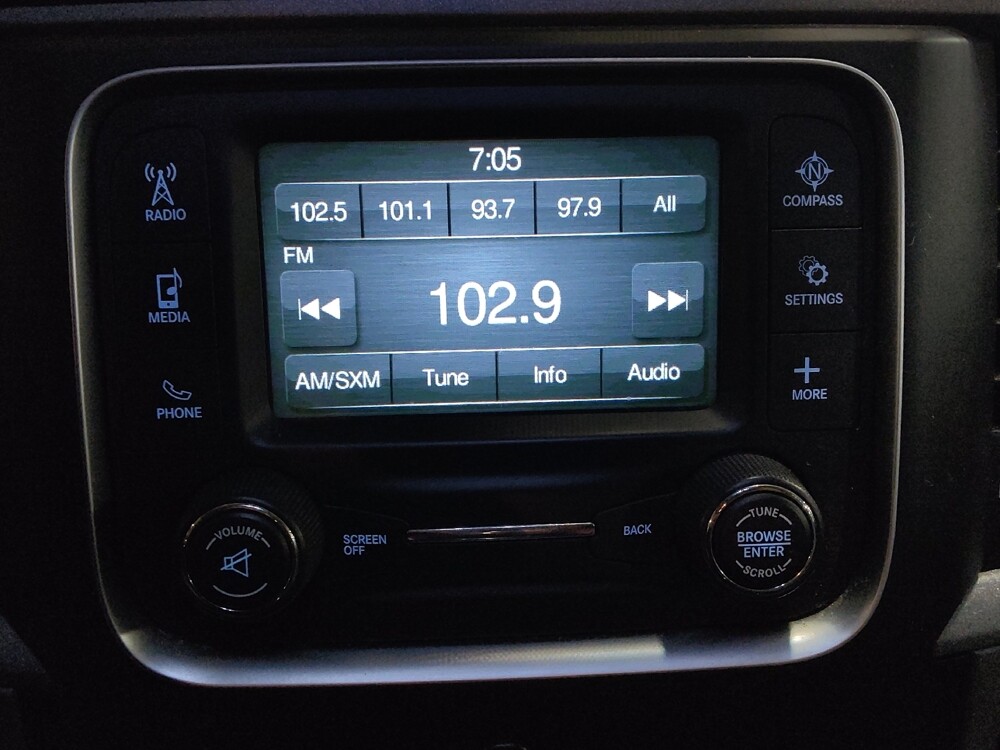 7:05
102.5 101.1 93.7 97.9 All
FM
102.9
AM/SXM Tune Info Audio
RADIO
MEDIA
PHONE
N
COMPASS
SETTINGS
MORE
VOLUME
SCREEN
OFF
BACK
TUNE
BROWSE
ENTER
SCROLL